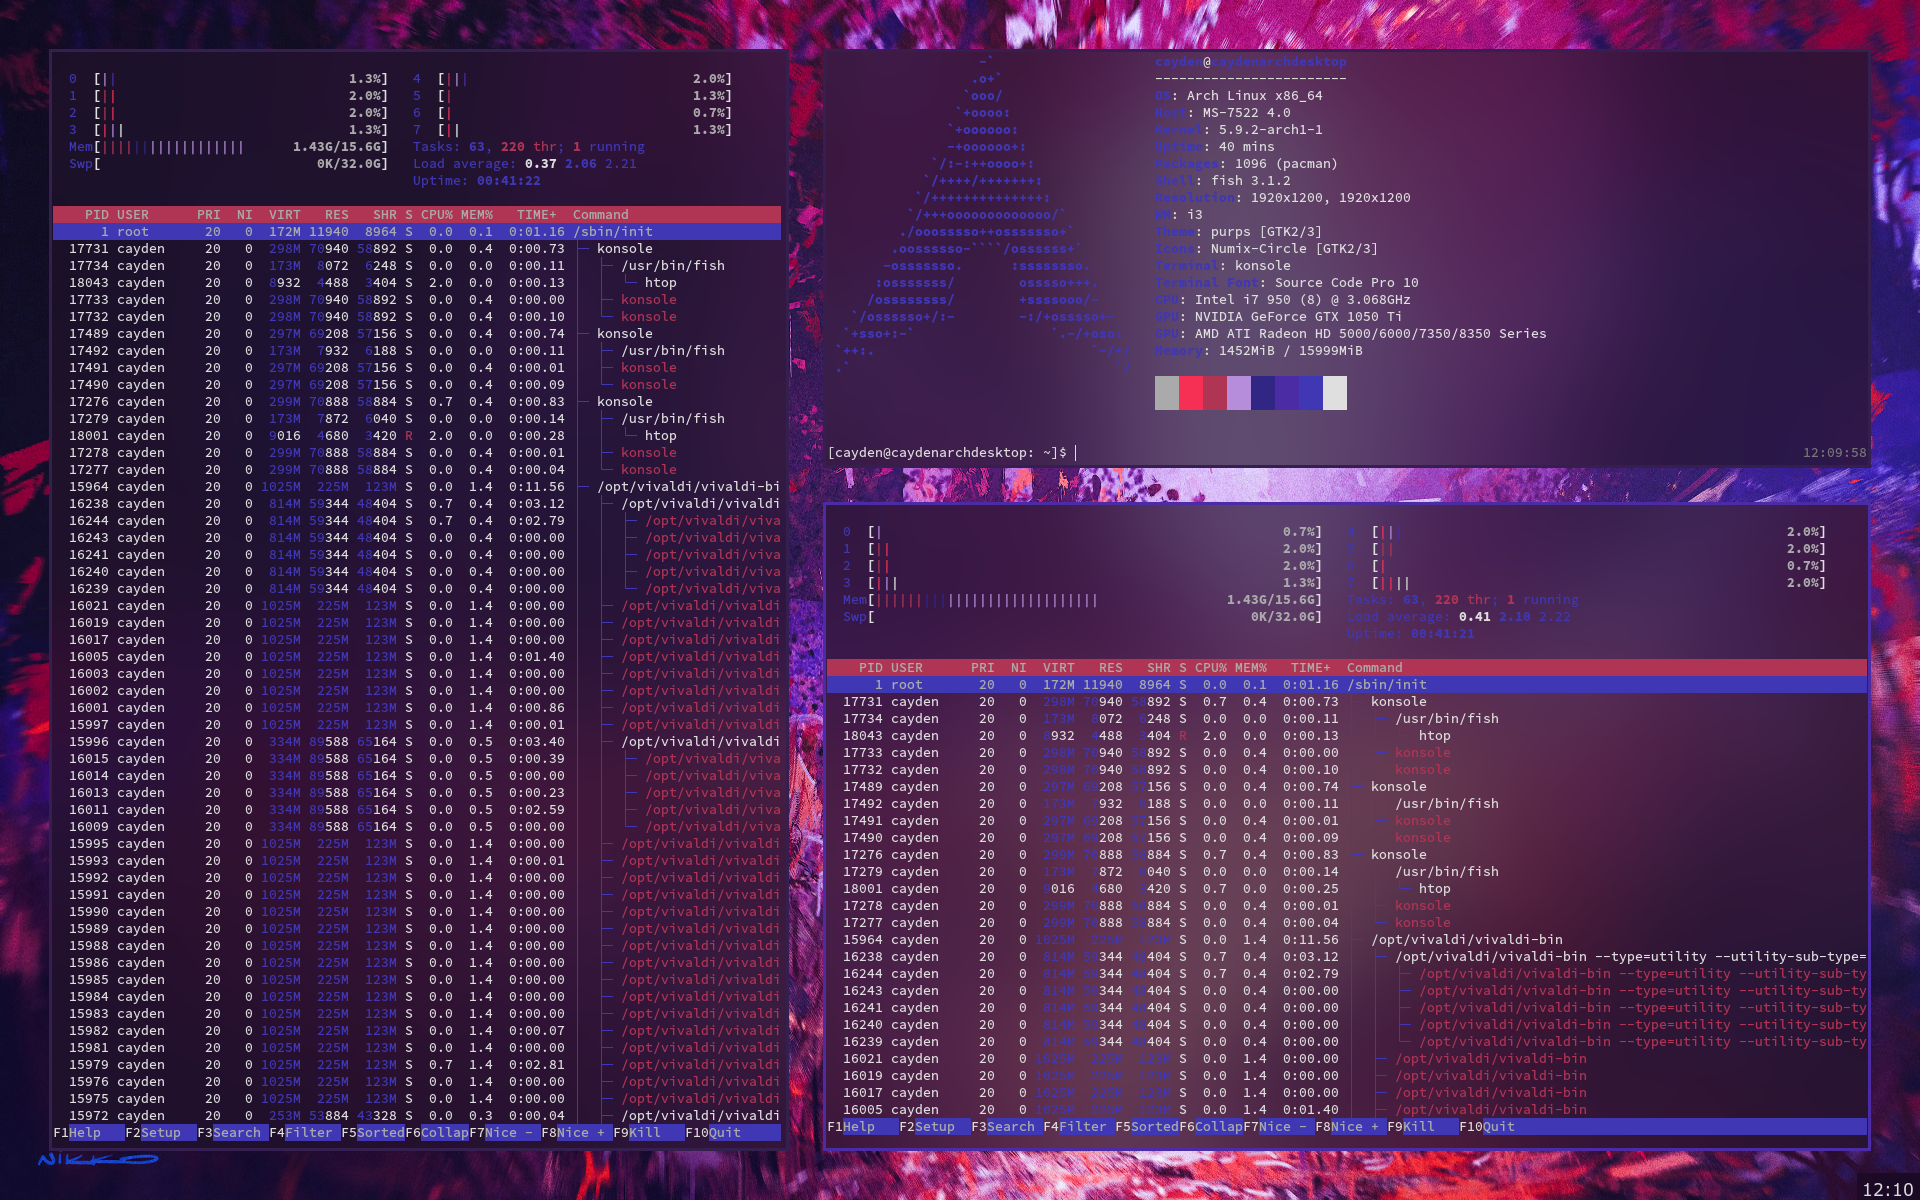 0 [|| 1.3%] 4 [||| 2.0%]
1 [|| 2.0%] 5 [| 1.3%]
2 [|| 2.0%] 6 [| 0.7%]
3 [||| 1.3%] 7 [|| 1.3%]
Mem[|||||||||||||||||| 1.43G/15.6G] Tasks: 63, 220 thr; 1 running
Swp[ 0K/32.0G] Load average: 0.37 2.06 2.21
Uptime: 00:41:22
PID USER PRI NI VIRT RES SHR S CPU% MEM% TIME+ Command
1 root 20 0 172M 11940 8964 S 0.0 0.1 0:01.16 /sbin/init
17731 cayden 20 0 298M 70940 58892 S 0.0 0.4 0:00.73 konsole
17734 cayden 20 0 173M 8072 6248 S 0.0 0.0 0:00.11 /usr/bin/fish
18043 cayden 20 0 8932 4488 3404 S 2.0 0.0 0:00.13 htop
17733 cayden 20 0 298M 70940 58892 S 0.0 0.4 0:00.00 konsole
17732 cayden 20 0 298M 70940 58892 S 0.0 0.4 0:00.10 konsole
17489 cayden 20 0 297M 69208 57156 S 0.0 0.4 0:00.74 konsole
17492 cayden 20 0 173M 7932 6188 S 0.0 0.0 0:00.11 /usr/bin/fish
17491 cayden 20 0 297M 69208 57156 S 0.0 0.4 0:00.01 konsole
17490 cayden 20 0 297M 69208 57156 S 0.0 0.4 0:00.09 konsole
17276 cayden 20 0 299M 70888 58884 S 0.7 0.4 0:00.83 konsole
17279 cayden 20 0 173M 7872 6040 S 0.0 0.0 0:00.14 /usr/bin/fish
18001 cayden 20 0 9016 4680 3420 R 2.0 0.0 0:00.28 htop
17278 cayden 20 0 299M 70888 58884 S 0.0 0.4 0:00.01 konsole
17277 cayden 20 0 299M 70888 58884 S 0.0 0.4 0:00.04 konsole
15964 cayden 20 0 1025M 225M 123M S 0.0 1.4 0:11.56 /opt/vivaldi/vivaldi-bi
16238 cayden 20 0 814M 59344 48404 S 0.7 0.4 0:03.12 /opt/vivaldi/vivaldi
16244 cayden 20 0 814M 59344 48404 S 0.7 0.4 0:02.79 /opt/vivaldi/viva
16243 cayden 20 0 814M 59344 48404 S 0.0 0.4 0:00.00 /opt/vivaldi/viva
16241 cayden 20 0 814M 59344 48404 S 0.0 0.4 0:00.00 /opt/vivaldi/viva
16240 cayden 20 0 814M 59344 48404 S 0.0 0.4 0:00.00 /opt/vivaldi/viva
16239 cayden 20 0 814M 59344 48404 S 0.0 0.4 0:00.00 /opt/vivaldi/viva
16021 cayden 20 0 1025M 225M 123M S 0.0 1.4 0:00.00 /opt/vivaldi/vivaldi
16019 cayden 20 0 1025M 225M 123M S 0.0 1.4 0:00.00 /opt/vivaldi/vivaldi
16017 cayden 20 0 1025M 225M 123M S 0.0 1.4 0:00.00 /opt/vivaldi/vivaldi
16005 cayden 20 0 1025M 225M 123M S 0.0 1.4 0:01.40 /opt/vivaldi/vivaldi
16003 cayden 20 0 1025M 225M 123M S 0.0 1.4 0:00.00 /opt/vivaldi/vivaldi
16002 cayden 20 0 1025M 225M 123M S 0.0 1.4 0:00.00 /opt/vivaldi/vivaldi
16001 cayden 20 0 1025M 225M 123M S 0.0 1.4 0:00.86 /opt/vivaldi/vivaldi
15997 cayden 20 0 1025M 225M 123M S 0.0 1.4 0:00.01 /opt/vivaldi/vivaldi
15996 cayden 20 0 334M 89588 65164 S 0.0 0.5 0:03.40 /opt/vivaldi/vivaldi
16015 cayden 20 0 334M 89588 65164 S 0.0 0.5 0:00.39 /opt/vivaldi/viva
16014 cayden 20 0 334M 89588 65164 S 0.0 0.5 0:00.00 /opt/vivaldi/viva
16013 cayden 20 0 334M 89588 65164 S 0.0 0.5 0:00.23 /opt/vivaldi/viva
16011 cayden 20 0 334M 89588 65164 S 0.0 0.5 0:02.59 /opt/vivaldi/viva
16009 cayden 20 0 334M 89588 65164 S 0.0 0.5 0:00.00 /opt/vivaldi/viva
15995 cayden 20 0 1025M 225M 123M S 0.0 1.4 0:00.00 /opt/vivaldi/vivaldi
15993 cayden 20 0 1025M 225M 123M S 0.0 1.4 0:00.01 /opt/vivaldi/vivaldi
15992 cayden 20 0 1025M 225M 123M S 0.0 1.4 0:00.00 /opt/vivaldi/vivaldi
15991 cayden 20 0 1025M 225M 123M S 0.0 1.4 0:00.00 /opt/vivaldi/vivaldi
15990 cayden 20 0 1025M 225M 123M S 0.0 1.4 0:00.00 /opt/vivaldi/vivaldi
15989 cayden 20 0 1025M 225M 123M S 0.0 1.4 0:00.00 /opt/vivaldi/vivaldi
15988 cayden 20 0 1025M 225M 123M S 0.0 1.4 0:00.00 /opt/vivaldi/vivaldi
15986 cayden 20 0 1025M 225M 123M S 0.0 1.4 0:00.00 /opt/vivaldi/vivaldi
15985 cayden 20 0 1025M 225M 123M S 0.0 1.4 0:00.00 /opt/vivaldi/vivaldi
15984 cayden 20 0 1025M 225M 123M S 0.0 1.4 0:00.00 /opt/vivaldi/vivaldi
15983 cayden 20 0 1025M 225M 123M S 0.0 1.4 0:00.00 /opt/vivaldi/vivaldi
15982 cayden 20 0 1025M 225M 123M S 0.0 1.4 0:00.07 /opt/vivaldi/vivaldi
15981 cayden 20 0 1025M 225M 123M S 0.0 1.4 0:00.00 /opt/vivaldi/vivaldi
15979 cayden 20 0 1025M 225M 123M S 0.7 1.4 0:02.81 /opt/vivaldi/vivaldi
15976 cayden 20 0 1025M 225M 123M S 0.0 1.4 0:00.00 /opt/vivaldi/vivaldi
15975 cayden 20 0 1025M 225M 123M S 0.0 1.4 0:00.00 /opt/vivaldi/vivaldi
15972 cayden 20 0 253M 53884 43328 S 0.0 0.3 0:00.04 /opt/vivaldi/vivaldi
F1Help F2Setup F3Search F4Filter F5SortedF6CollapF7Nice - F8Nice + F9Kill F10Quit
NIKKO
cayden@caydenarchdesktop
------------------------
OS: Arch Linux x86_64
Host: MS-7522 4.0
Kernel: 5.9.2-arch1-1
Uptime: 40 mins
Packages: 1096 (pacman)
Shell: fish 3.1.2
Resolution: 1920x1200, 1920x1200
WM: i3
Theme: purps [GTK2/3]
Icons: Numix-Circle [GTK2/3]
Terminal: konsole
Terminal Font: Source Code Pro 10
CPU: Intel i7 950 (8) @ 3.068GHz
GPU: NVIDIA GeForce GTX 1050 Ti
GPU: AMD ATI Radeon HD 5000/6000/7350/8350 Series
Memory: 1452MiB / 15999MiB
[cayden@caydenarchdesktop: ~]$ 12:09:58
0 [| 0.7%] [|| 2.0%]
1 [|| 2.0%] [|| 2.0%]
2 [|| 2.0%] [| 0.7%]
3 [||| 1.3%] [|||| 2.0%]
Mem[|||||||||||||||||||||||||||| 1.43G/15.6G] Tasks: 63, 220 thr; 1 running
Swp[ 0K/32.0G] Load average: 0.41 2.10 2.22
Uptime: 00:41:21
PID USER PRI NI VIRT RES SHR S CPU% MEM% TIME+ Command
1 root 20 0 172M 11940 8964 S 0.0 0.1 0:01.16 /sbin/init
17731 cayden 20 0 298M 70940 58892 S 0.7 0.4 0:00.73 konsole
17734 cayden 20 0 173M 8072 6248 S 0.0 0.0 0:00.11 /usr/bin/fish
18043 cayden 20 0 8932 4488 3404 R 2.0 0.0 0:00.13 htop
17733 cayden 20 0 298M 70940 58892 S 0.0 0.4 0:00.00 konsole
17732 cayden 20 0 298M 70940 58892 S 0.0 0.4 0:00.10 konsole
17489 cayden 20 0 297M 69208 57156 S 0.0 0.4 0:00.74 konsole
17492 cayden 20 0 173M 7932 6188 S 0.0 0.0 0:00.11 /usr/bin/fish
17491 cayden 20 0 297M 69208 57156 S 0.0 0.4 0:00.01 konsole
17490 cayden 20 0 297M 69208 57156 S 0.0 0.4 0:00.09 konsole
17276 cayden 20 0 299M 70888 58884 S 0.7 0.4 0:00.83 konsole
17279 cayden 20 0 173M 7872 6040 S 0.0 0.0 0:00.14 /usr/bin/fish
18001 cayden 20 0 9016 4680 3420 S 0.7 0.0 0:00.25 htop
17278 cayden 20 0 299M 70888 58884 S 0.0 0.4 0:00.01 konsole
17277 cayden 20 0 299M 70888 58884 S 0.0 0.4 0:00.04 konsole
15964 cayden 20 0 1025M 225M 123M S 0.0 1.4 0:11.56 /opt/vivaldi/vivaldi-bin
16238 cayden 20 0 814M 59344 48404 S 0.7 0.4 0:03.12 /opt/vivaldi/vivaldi-bin --type=utility --utility-sub-type=
16244 cayden 20 0 814M 59344 48404 S 0.7 0.4 0:02.79 /opt/vivaldi/vivaldi-bin --type=utility --utility-sub-ty
16243 cayden 20 0 814M 59344 48404 S 0.0 0.4 0:00.00 /opt/vivaldi/vivaldi-bin --type=utility --utility-sub-ty
16241 cayden 20 0 814M 59344 48404 S 0.0 0.4 0:00.00 /opt/vivaldi/vivaldi-bin --type=utility --utility-sub-ty
16240 cayden 20 0 814M 59344 48404 S 0.0 0.4 0:00.00 /opt/vivaldi/vivaldi-bin --type=utility --utility-sub-ty
16239 cayden 20 0 814M 59344 48404 S 0.0 0.4 0:00.00 /opt/vivaldi/vivaldi-bin --type=utility --utility-sub-ty
16021 cayden 20 0 1025M 225M 123M S 0.0 1.4 0:00.00 /opt/vivaldi/vivaldi-bin
16019 cayden 20 0 1025M 225M 123M S 0.0 1.4 0:00.00 /opt/vivaldi/vivaldi-bin
16017 cayden 20 0 1025M 225M 123M S 0.0 1.4 0:00.00 /opt/vivaldi/vivaldi-bin
16005 cayden 20 0 1025M 225M 123M S 0.0 1.4 0:01.40 /opt/vivaldi/vivaldi-bin
F1Help F2Setup F3Search F4Filter F5SortedF6CollapF7Nice - F8Nice + F9Kill F10Quit
12:10